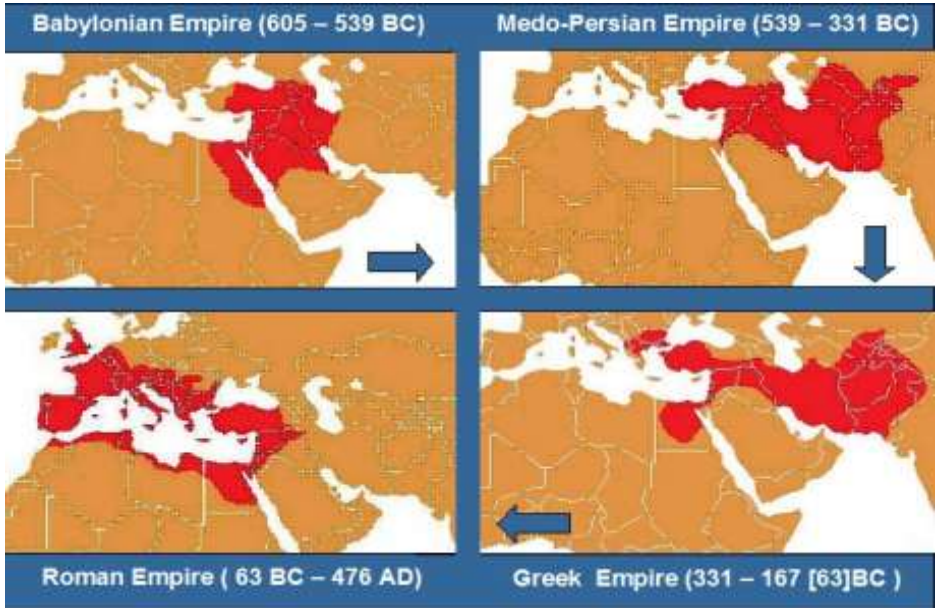 Babylonian Empire (605 – 539 BC)
Medo-Persian Empire (539 – 331 BC)
Roman Empire ( 63 BC – 476 AD)
Greek  Empire (331 – 167 [63]BC )